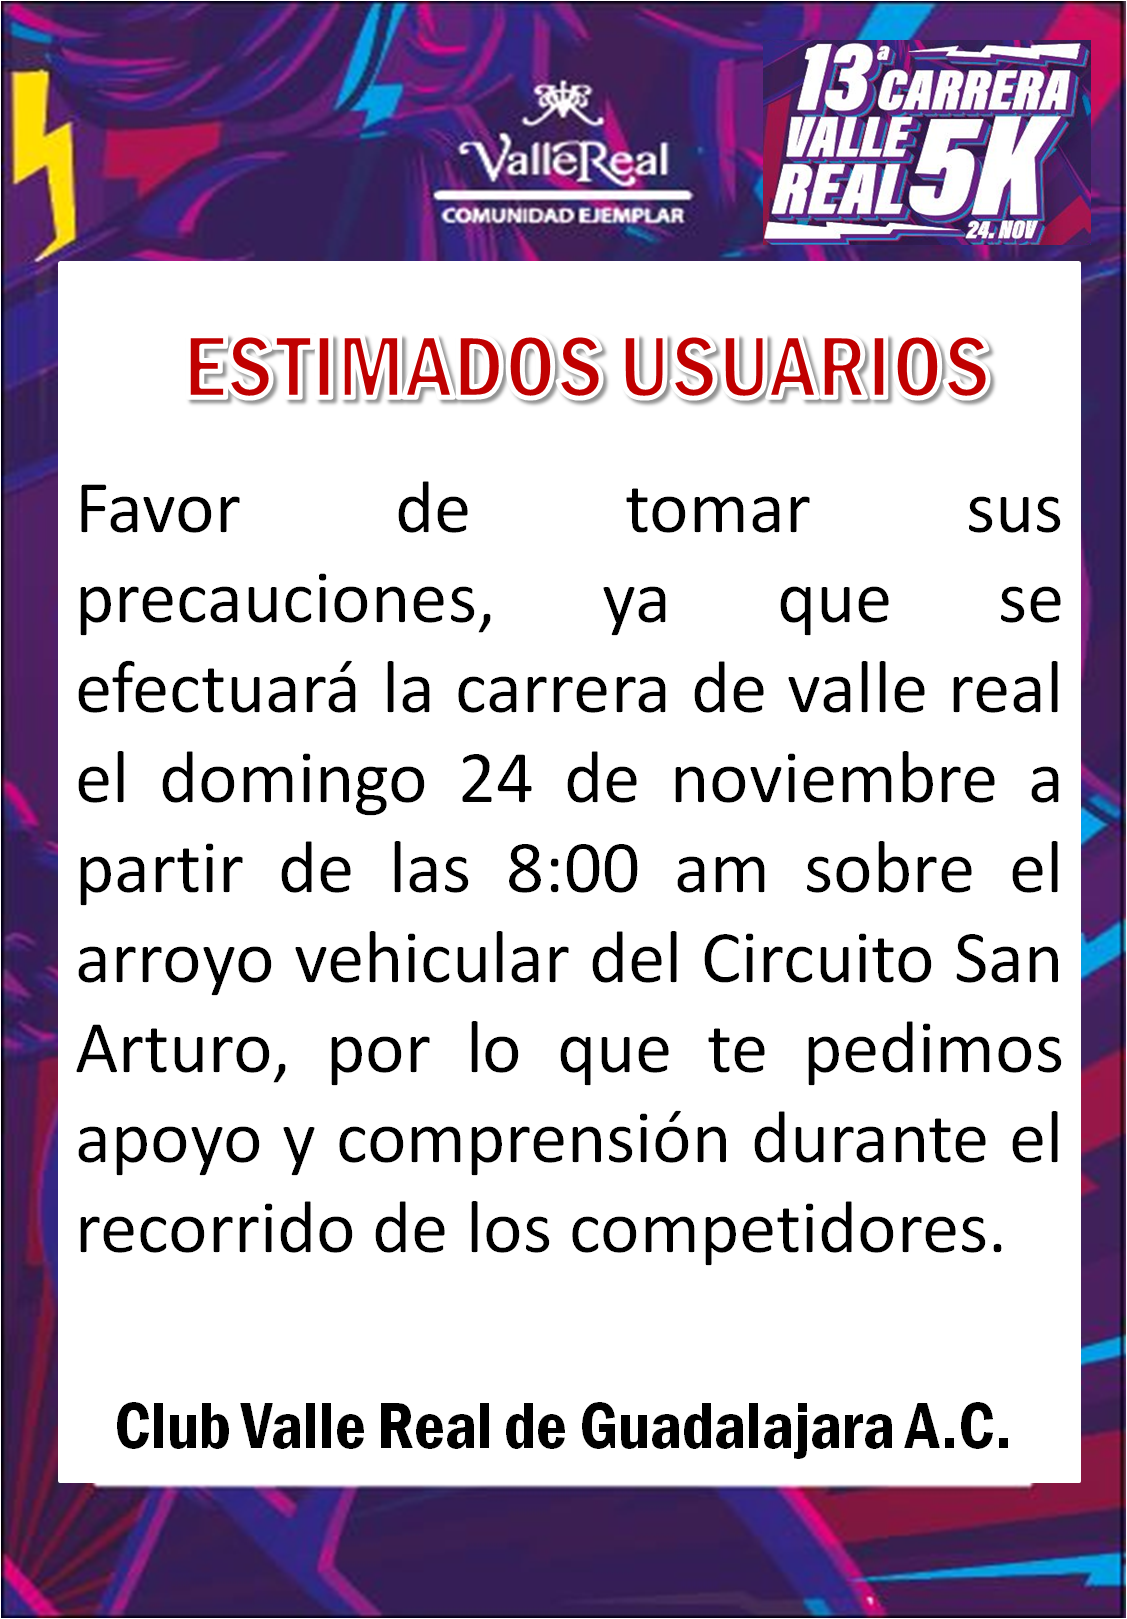 ValleReal
COMUNIDAD EJEMPLAR
13ª CARRERA
VALLE
REAL 5K
24. NOV
ESTIMADOS USUARIOS
Favor de tomar sus
precauciones, ya que se
efectuará la carrera de valle real
el domingo 24 de noviembre a
partir de las 8:00 am sobre el
arroyo vehicular del Circuito San
Arturo, por lo que te pedimos
apoyo y comprensión durante el
recorrido de los competidores.
Club Valle Real de Guadalajara A.C.